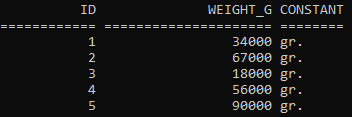 ID WEIGHT_G CONSTANT
============ ===================== ========
1 34000 gr.
2 67000 gr.
3 18000 gr.
4 56000 gr.
5 90000 gr.